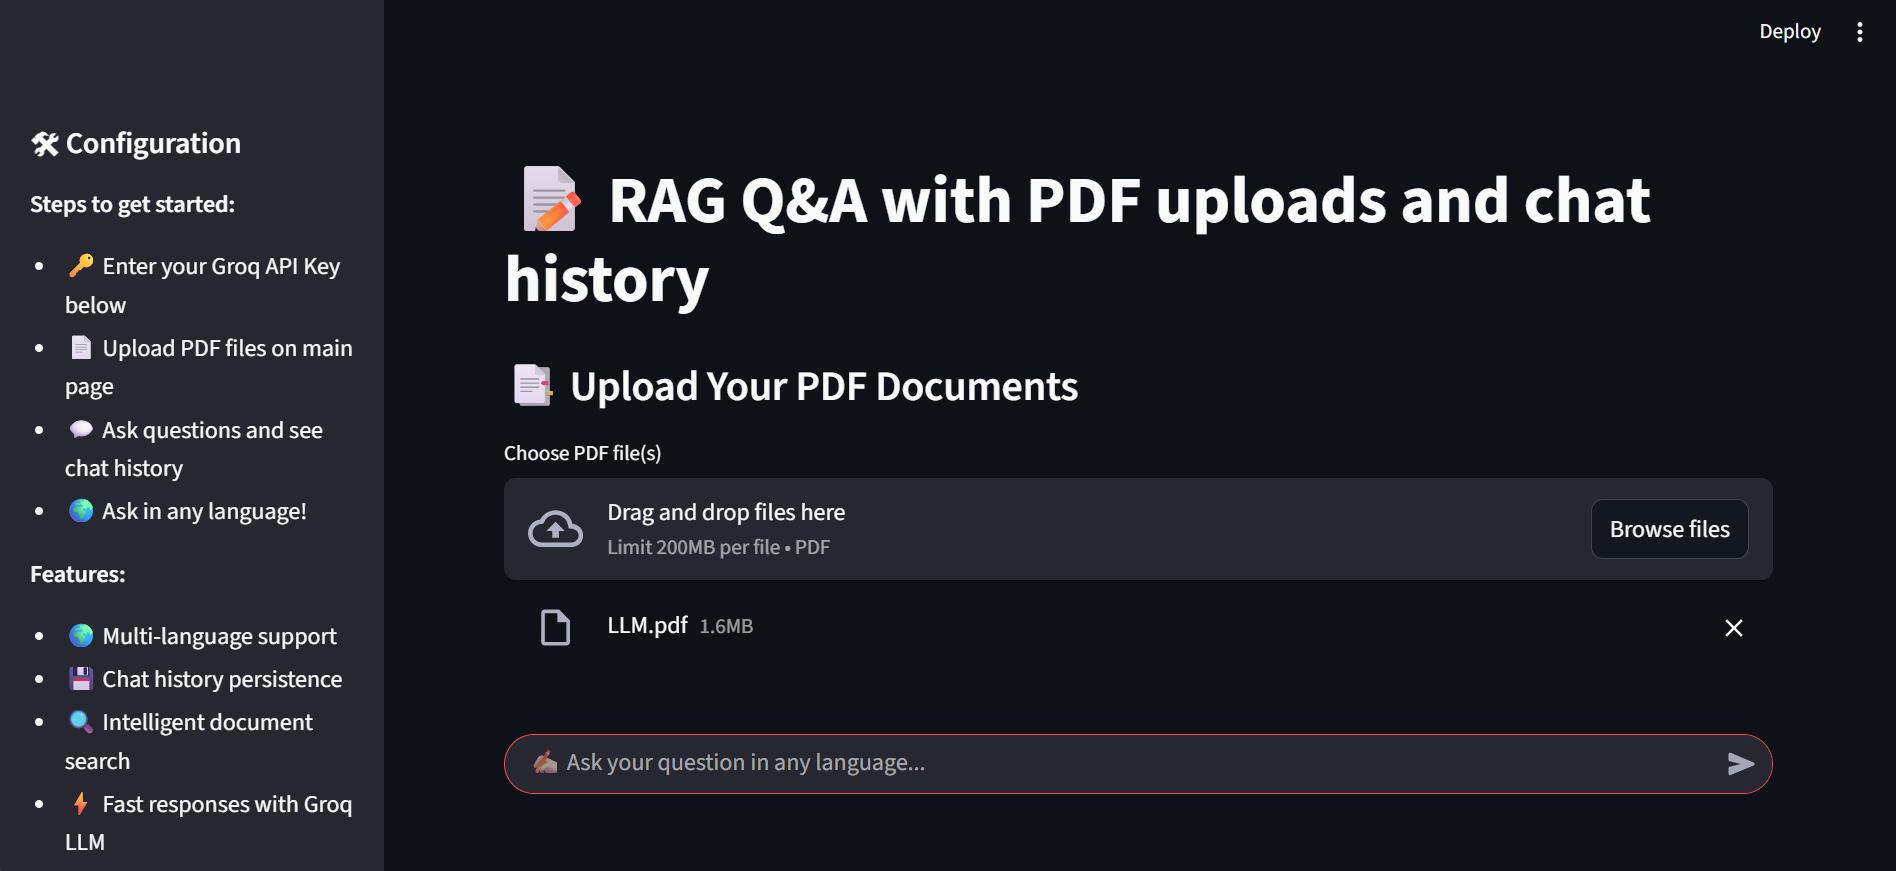 Deploy
🛠 Configuration
Steps to get started:
• 🔑 Enter your Groq API Key
below
• 📄 Upload PDF files on main
page
• 💬 Ask questions and see
chat history
• 🌍 Ask in any language!
Features:
• 🌍 Multi-language support
• 💾 Chat history persistence
• 🔍 Intelligent document
search
• ⚡ Fast responses with Groq
LLM
📝 RAG Q&A with PDF uploads and chat
history
📑 Upload Your PDF Documents
Choose PDF file(s)
Drag and drop files here
Limit 200MB per file • PDF
Browse files
LLM.pdf 1.6MB
✍🏽 Ask your question in any language...